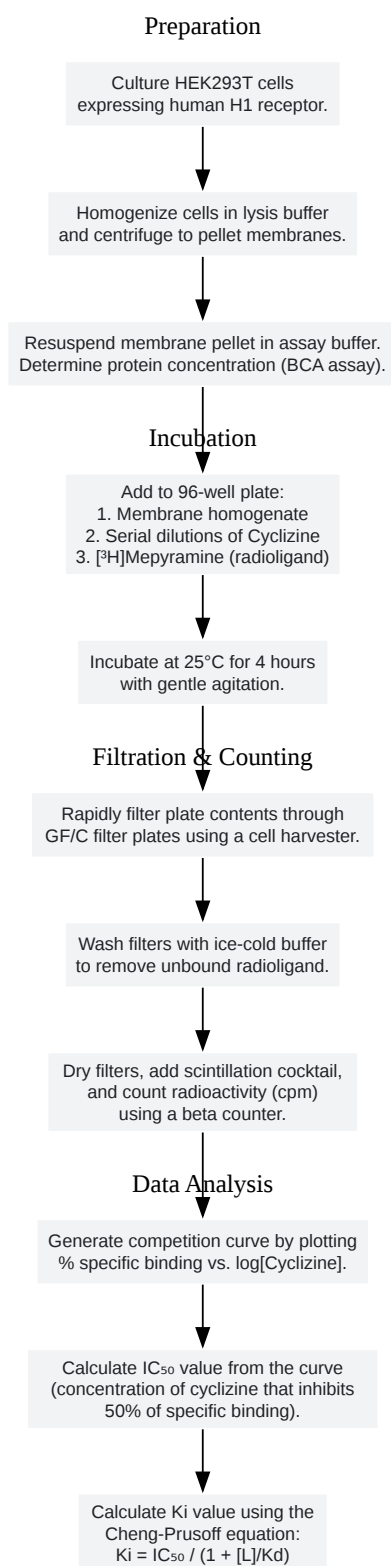 Preparation
Culture HEK293T cells
expressing human H1 receptor.
Homogenize cells in lysis buffer
and centrifuge to pellet membranes.
Resuspend membrane pellet in assay buffer.
Determine protein concentration (BCA assay).
Incubation
Add to 96-well plate:
1. Membrane homogenate
2. Serial dilutions of Cyclizine
3. [³H]Mepyramine (radioligand)
Incubate at 25°C for 4 hours
with gentle agitation.
Filtration & Counting
Rapidly filter plate contents through
GF/C filter plates using a cell harvester.
Wash filters with ice-cold buffer
to remove unbound radioligand.
Dry filters, add scintillation cocktail,
and count radioactivity (cpm)
using a beta counter.
Data Analysis
Generate competition curve by plotting
% specific binding vs. log[Cyclizine].
Calculate IC₅₀ value from the curve
(concentration of cyclizine that inhibits
50% of specific binding).
Calculate Ki value using the
Cheng-Prusoff equation:
Ki = IC₅₀ / (1 + [L]/Kd)